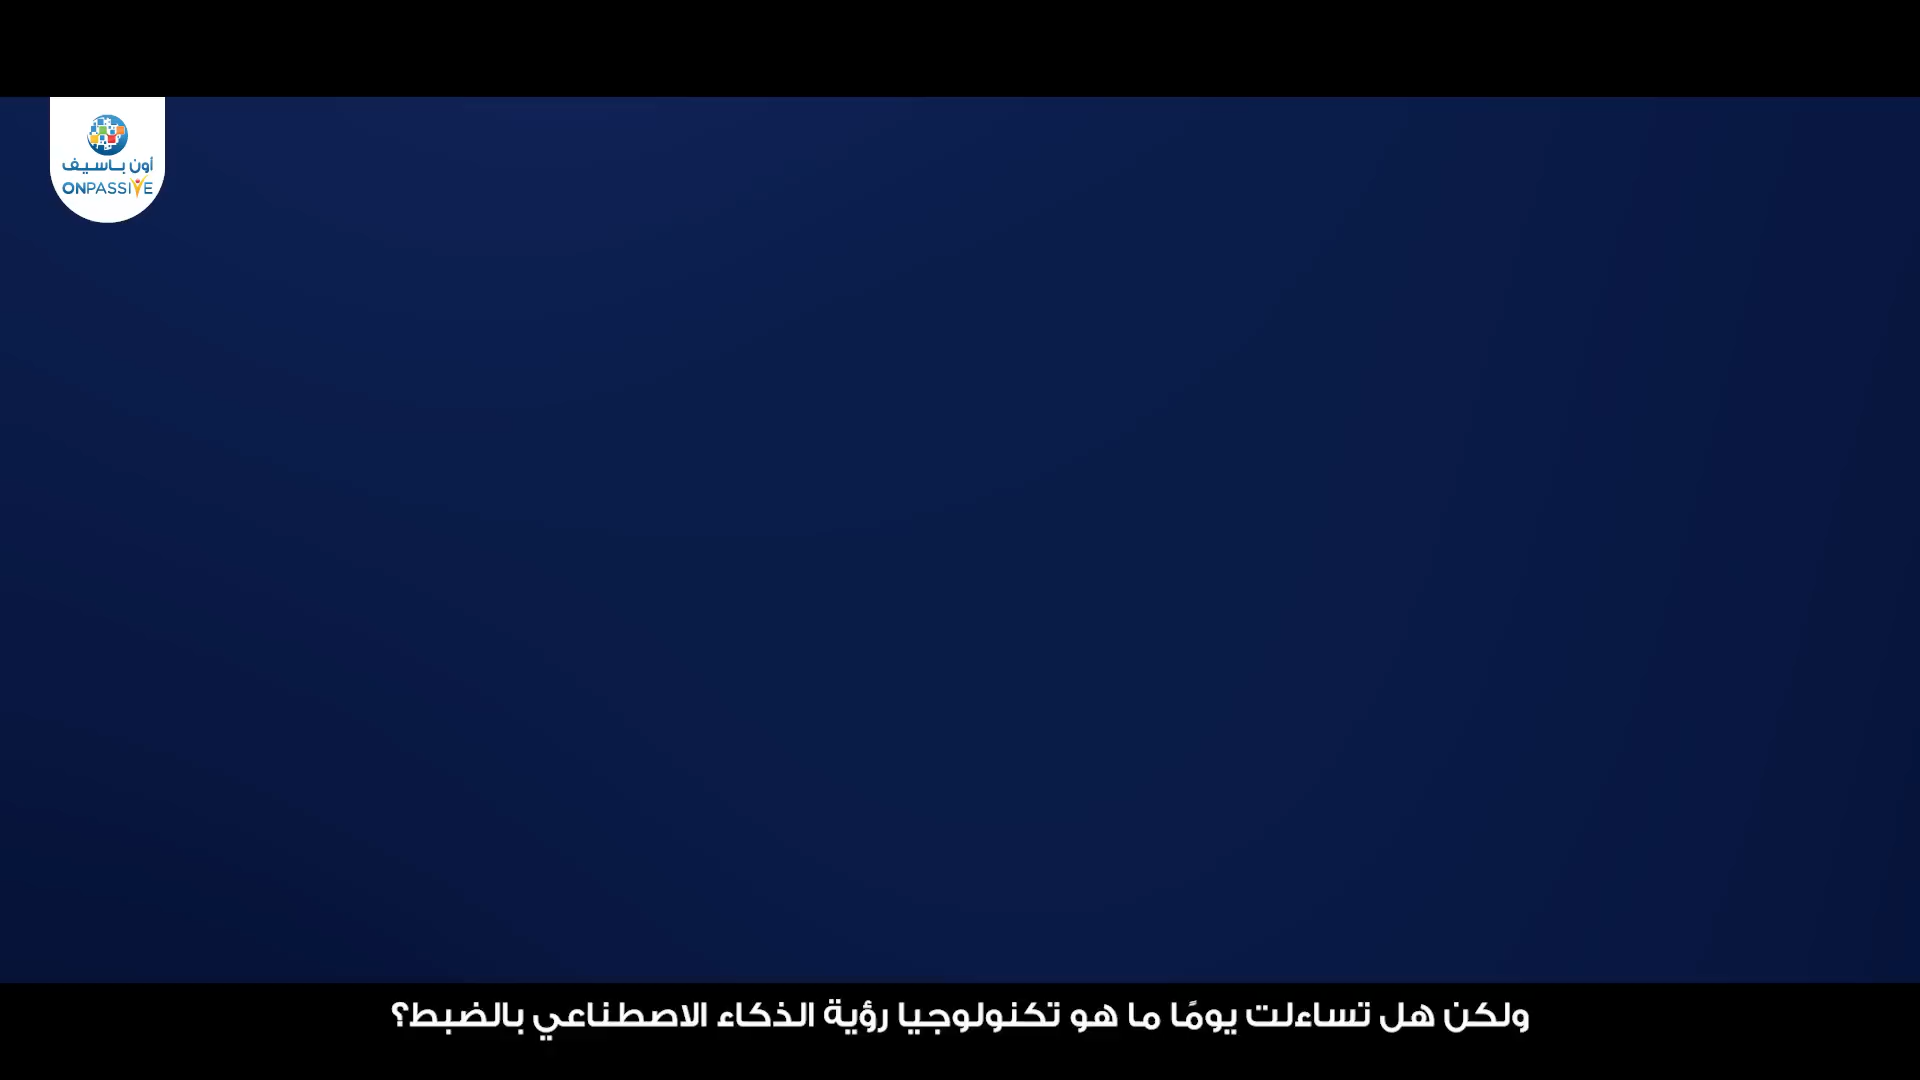 أون باسيف
ONPASSIVE
ولكن هل تساءلت يومًا ما هو تكنولوجيا رؤية الذكاء الاصطناعي بالضبط؟